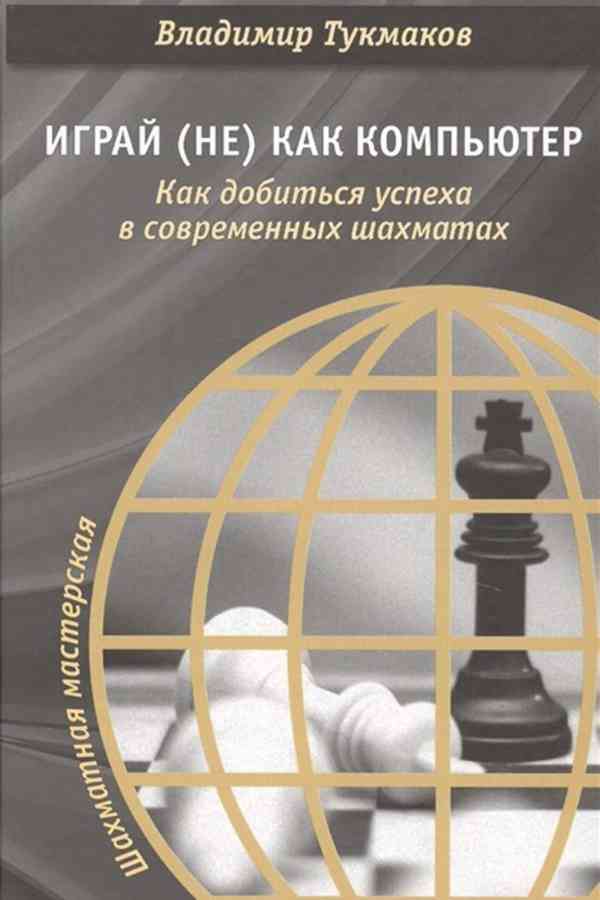 Владимир Тукмаков
ИГРАЙ (НЕ) КАК КОМПЬЮТЕР
Как добиться успеха
в современных шахматах
Шахматная мастерская